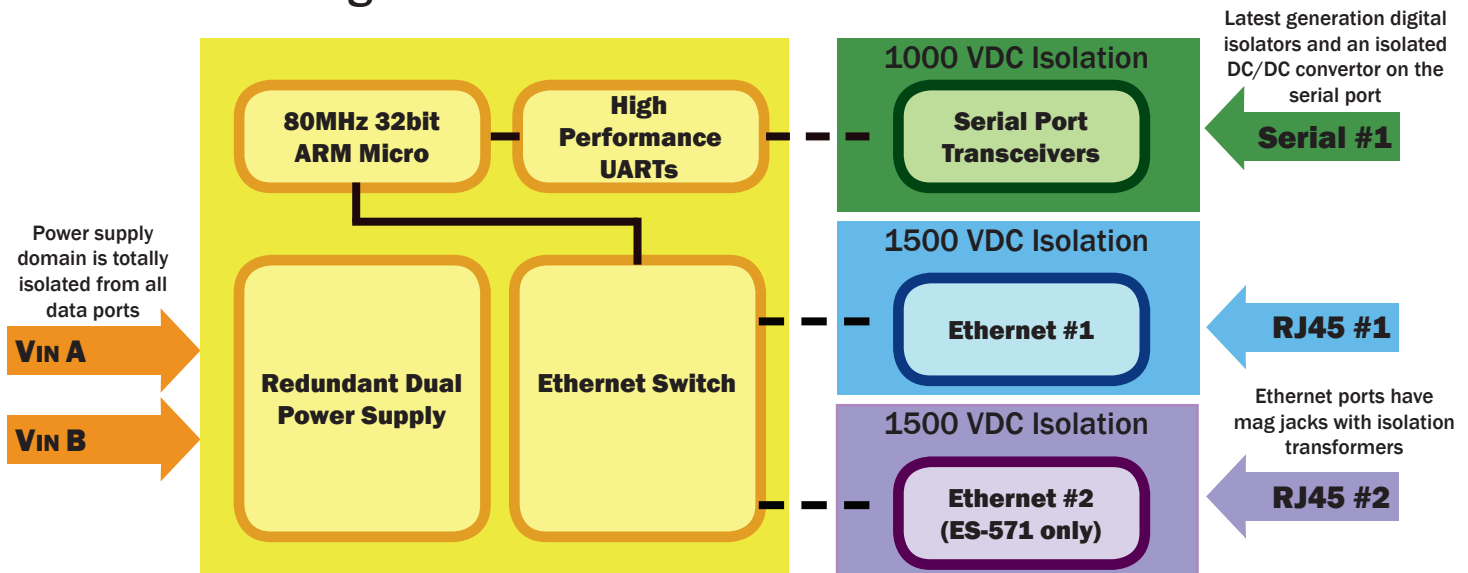 Latest generation digital
isolators and an isolated
DC/DC convertor on the
serial port
1000 VDC Isolation
80MHz 32bit
ARM Micro
High
Performance
UARTs
Serial Port
Transceivers
Serial #1
Power supply
domain is totally
isolated from all
data ports
1500 VDC Isolation
VIN A
Ethernet #1
RJ45 #1
Redundant Dual
Power Supply
Ethernet Switch
VIN B
1500 VDC Isolation
Ethernet ports have
mag jacks with isolation
transformers
Ethernet #2
(ES-571 only)
RJ45 #2